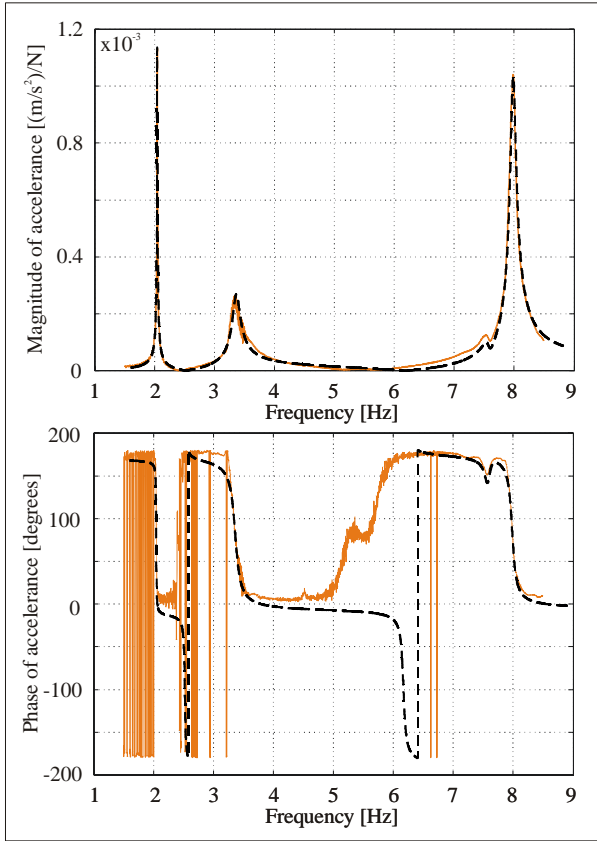 x10⁻³
1.2
0.8
0.4
0
Magnitude of accelerance [(m/s²)/N]
1 2 3 4 5 6 7 8 9
Frequency [Hz]
200
100
0
-100
-200
Phase of accelerance [degrees]
1 2 3 4 5 6 7 8 9
Frequency [Hz]